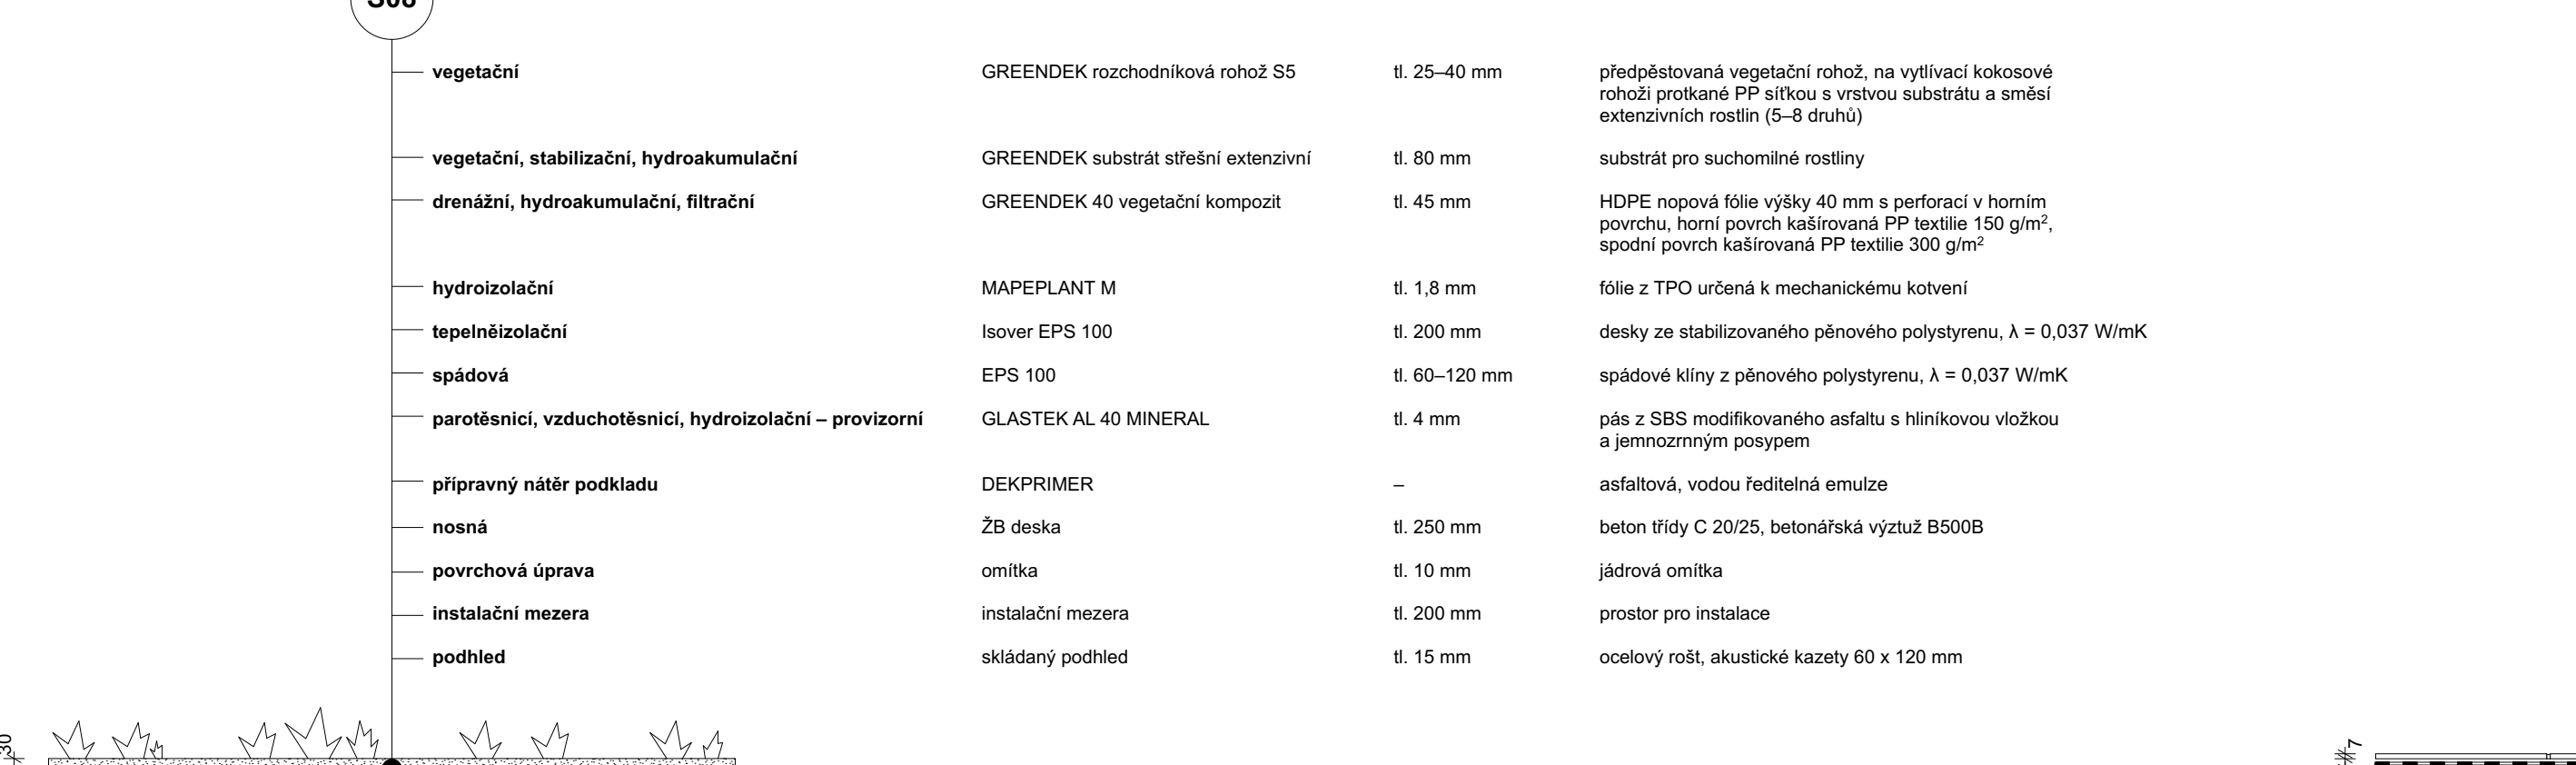 S08
vegetační GREENDEK rozchodníková rohož S5 tl. 25–40 mm předpěstovaná vegetační rohož, na vytlívací kokosové
rohoži protkané PP síťkou s vrstvou substrátu a směsí
extenzivních rostlin (5–8 druhů)
vegetační, stabilizační, hydroakumulační GREENDEK substrát střešní extenzivní tl. 80 mm substrát pro suchomilné rostliny
drenážní, hydroakumulační, filtrační GREENDEK 40 vegetační kompozit tl. 45 mm HDPE nopová fólie výšky 40 mm s perforací v horním
povrchu, horní povrch kašírovaná PP textilie 150 g/m²,
spodní povrch kašírovaná PP textilie 300 g/m²
hydroizolační MAPEPLANT M tl. 1,8 mm fólie z TPO určená k mechanickému kotvení
tepelněizolační Isover EPS 100 tl. 200 mm desky ze stabilizovaného pěnového polystyrenu, λ = 0,037 W/mK
spádová EPS 100 tl. 60–120 mm spádové klíny z pěnového polystyrenu, λ = 0,037 W/mK
parotěsnicí, vzduchotěsnicí, hydroizolační – provizorní GLASTEK AL 40 MINERAL tl. 4 mm pás z SBS modifikovaného asfaltu s hliníkovou vložkou
a jemnozrnným posypem
přípravný nátěr podkladu DEKPRIMER – asfaltová, vodou ředitelná emulze
nosná ŽB deska tl. 250 mm beton třídy C 20/25, betonářská výztuž B500B
povrchová úprava omítka tl. 10 mm jádrová omítka
instalační mezera instalační mezera tl. 200 mm prostor pro instalace
podhled skládaný podhled tl. 15 mm ocelový rošt, akustické kazety 60 x 120 mm
30
7